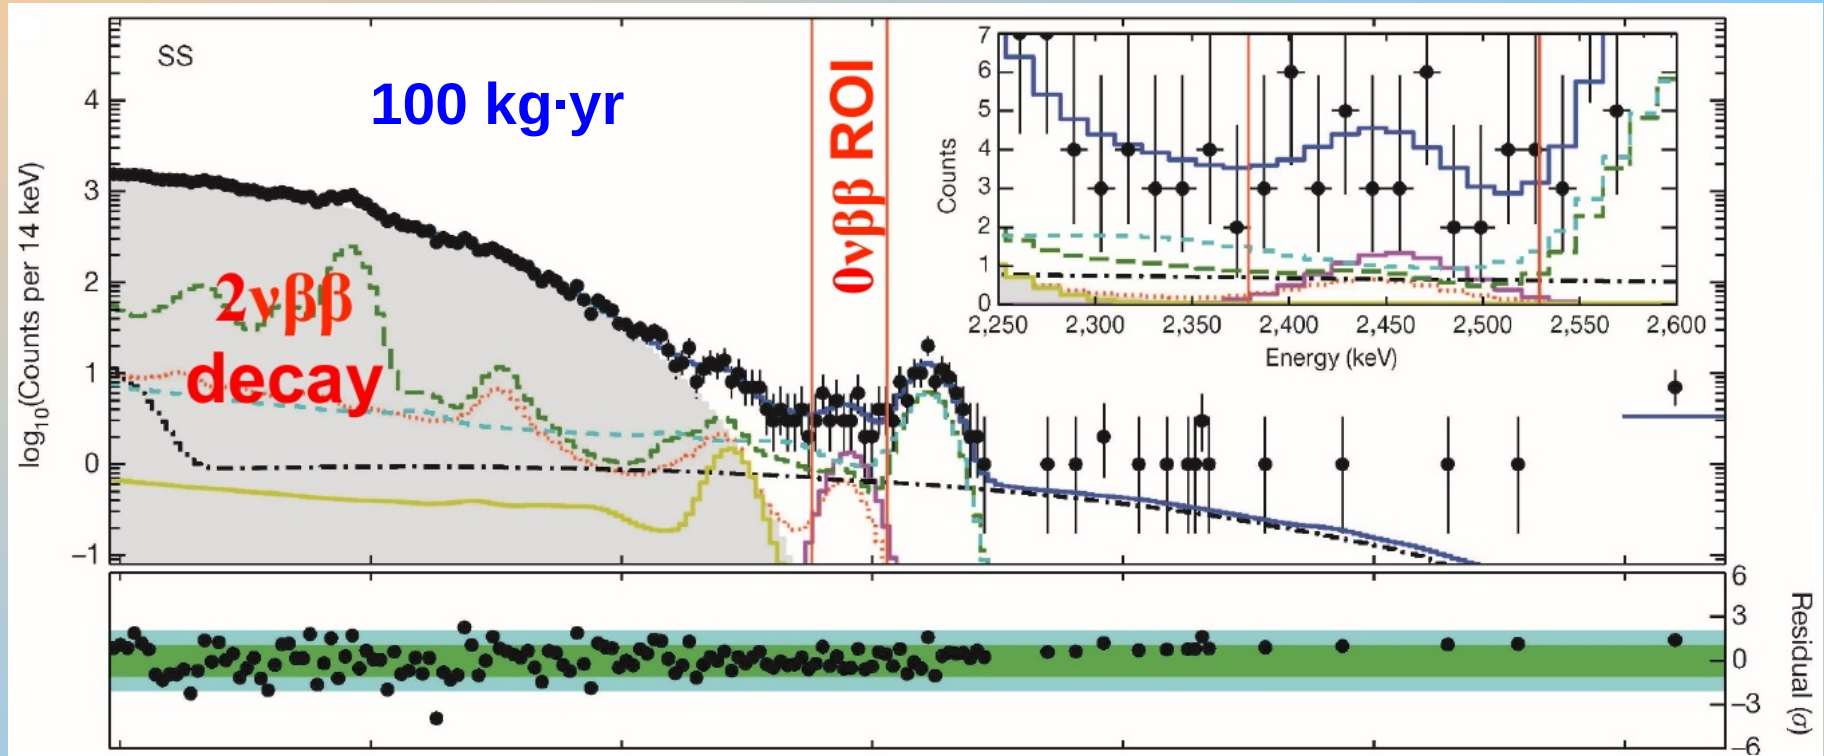 SS
100 kg·yr
0νββ ROI
2νββ
decay
log10(Counts per 14 keV)
4
3
2
1
0
–1
Counts
7
6
5
4
3
2
1
0
2,250 2,300 2,350 2,400 2,450 2,500 2,550 2,600
Energy (keV)
6
3
0
–3
–6
Residual (σ)